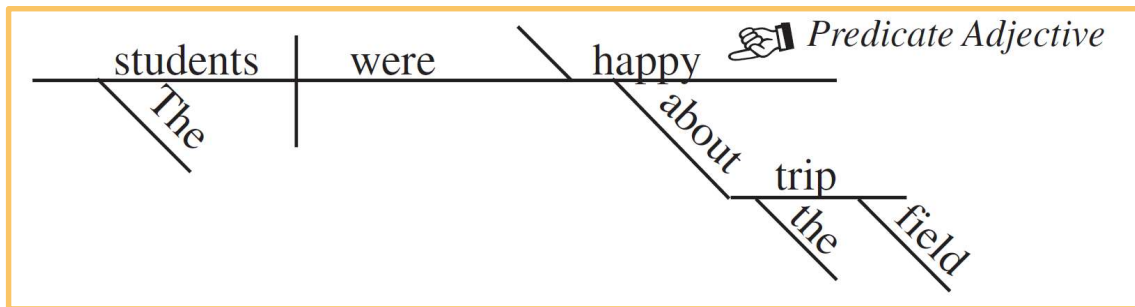 students were happy Predicate Adjective
The
about
trip
the field